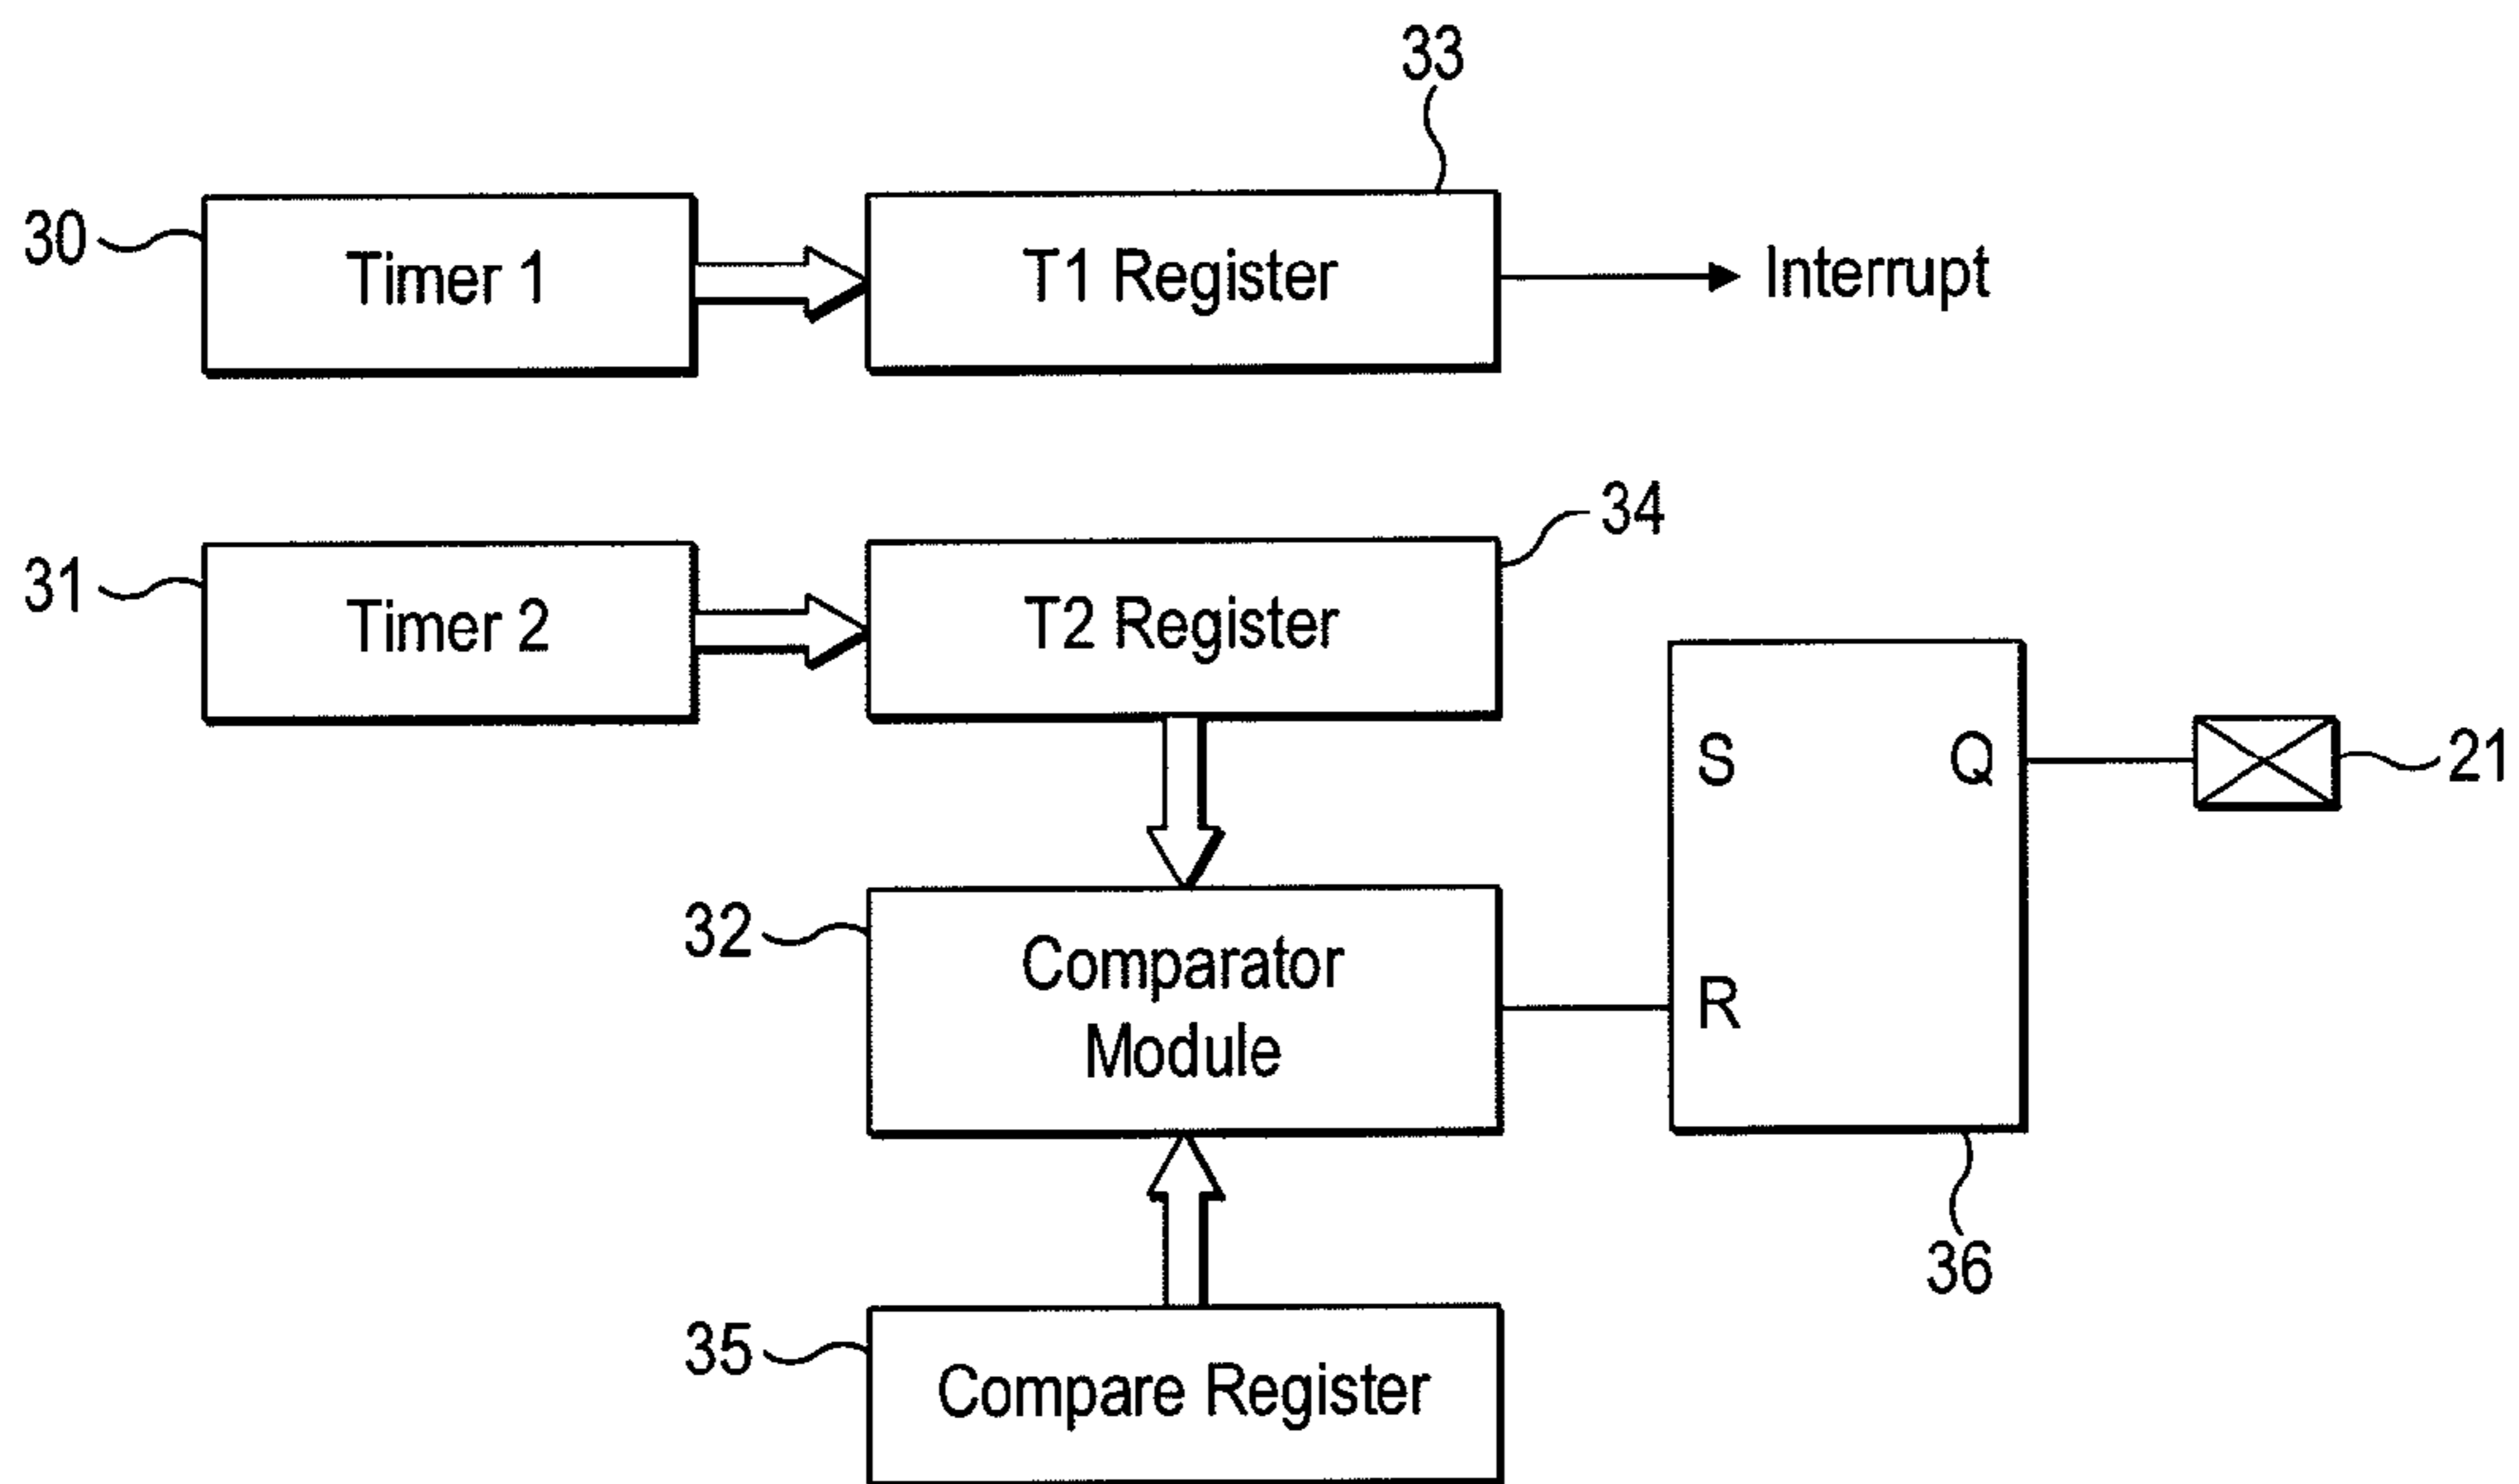 33
30
Timer 1
T1 Register
Interrupt
31
Timer 2
T2 Register
34
S
Q
21
32
Comparator
Module
R
36
35
Compare Register